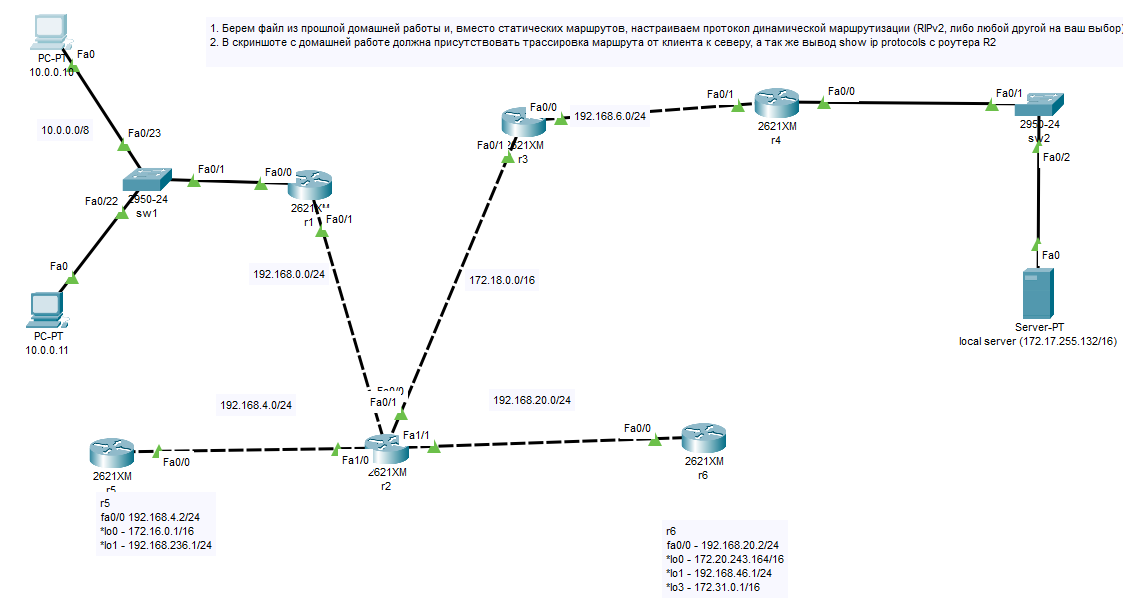 1. Берем файл из прошлой домашней работы и, вместо статических маршрутов, настраиваем протокол динамической маршрутизации (RIPv2, либо любой другой на ваш выбор)
2. В скриншоте с домашней работе должна присутствовать трассировка маршрута от клиента к северу, а так же вывод show ip protocols с роутера R2
PC-PT
Fa0
10.0.0.10
10.0.0.0/8
Fa0/23
Fa0/1
Fa0/0
2950-24
sw1
Fa0/22
2621XM
r1
Fa0/1
Fa0
PC-PT
10.0.0.11
192.168.0.0/24
172.18.0.0/16
Fa0/0
192.168.6.0/24
Fa0/1
2621XM
r3
Fa0/1
Fa0/0
2621XM
r4
Fa0/1
2950-24
sw2
Fa0/2
Fa0
Server-PT
local server (172.17.255.132/16)
192.168.4.0/24
Fa0/0
Fa0/1
192.168.20.0/24
Fa1/1
Fa1/0
2621XM
r2
Fa0/0
2621XM
r5
Fa0/0
2621XM
r6
r5
fa0/0 192.168.4.2/24
*lo0 - 172.16.0.1/16
*lo1 - 192.168.236.1/24
r6
fa0/0 - 192.168.20.2/24
*lo0 - 172.20.243.164/16
*lo1 - 192.168.46.1/24
*lo3 - 172.31.0.1/16